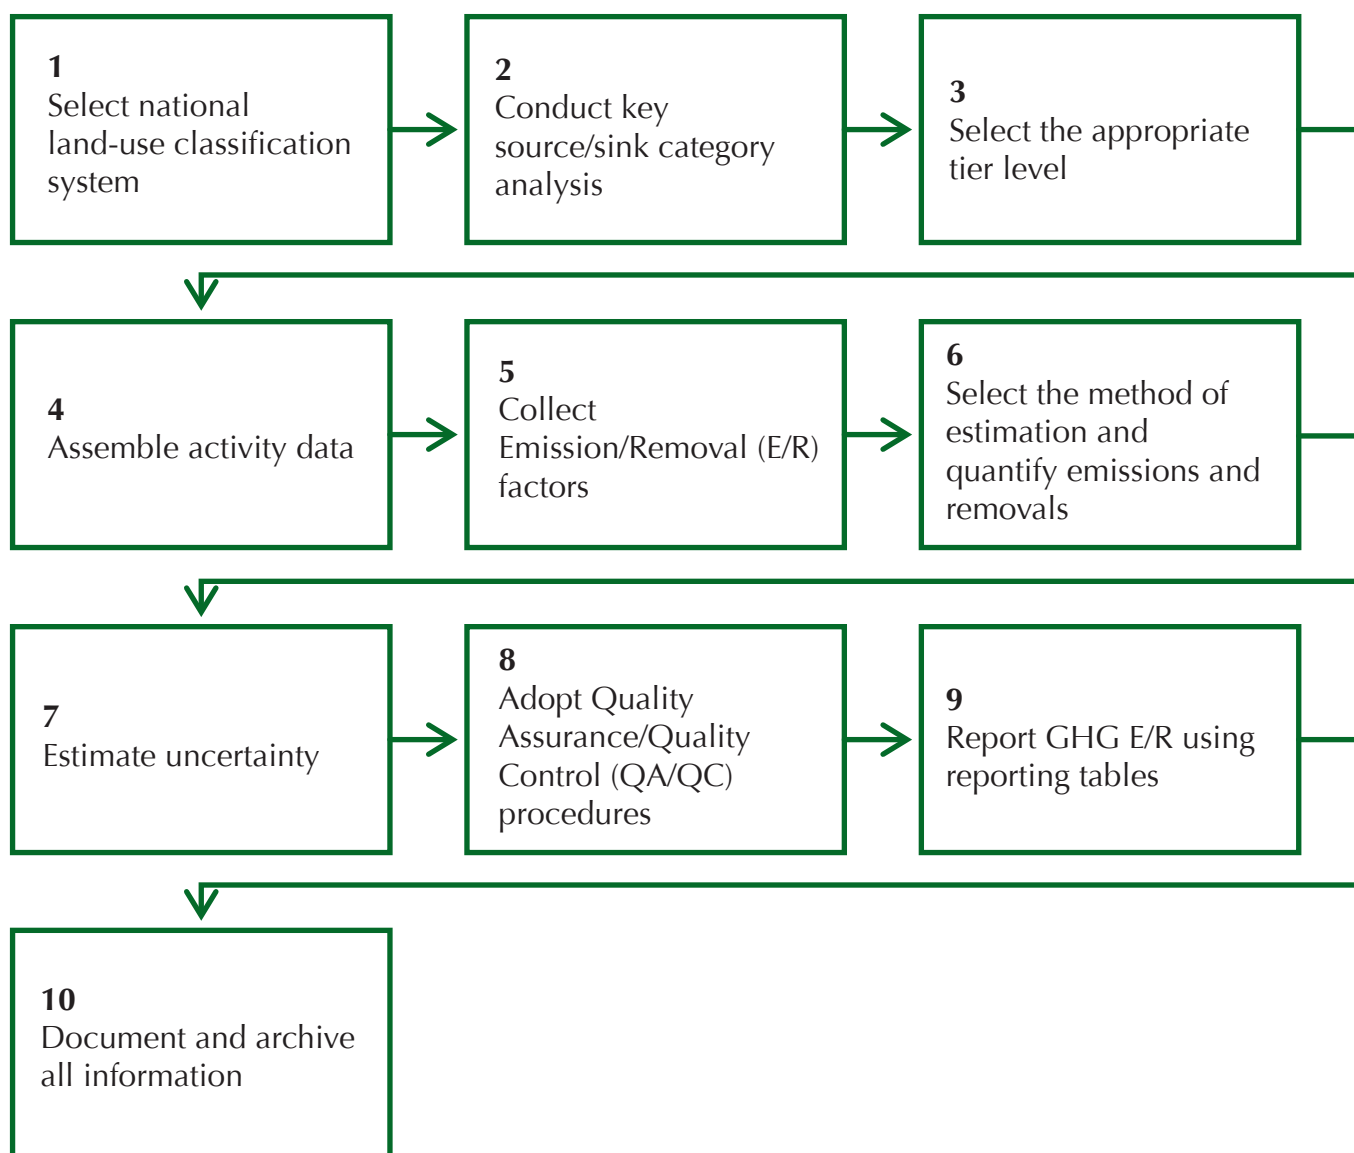 1
Select national
land-use classification
system
2
Conduct key
source/sink category
analysis
3
Select the appropriate
tier level
4
Assemble activity data
5
Collect
Emission/Removal (E/R)
factors
6
Select the method of
estimation and
quantify emissions and
removals
7
Estimate uncertainty
8
Adopt Quality
Assurance/Quality
Control (QA/QC)
procedures
9
Report GHG E/R using
reporting tables
10
Document and archive
all information